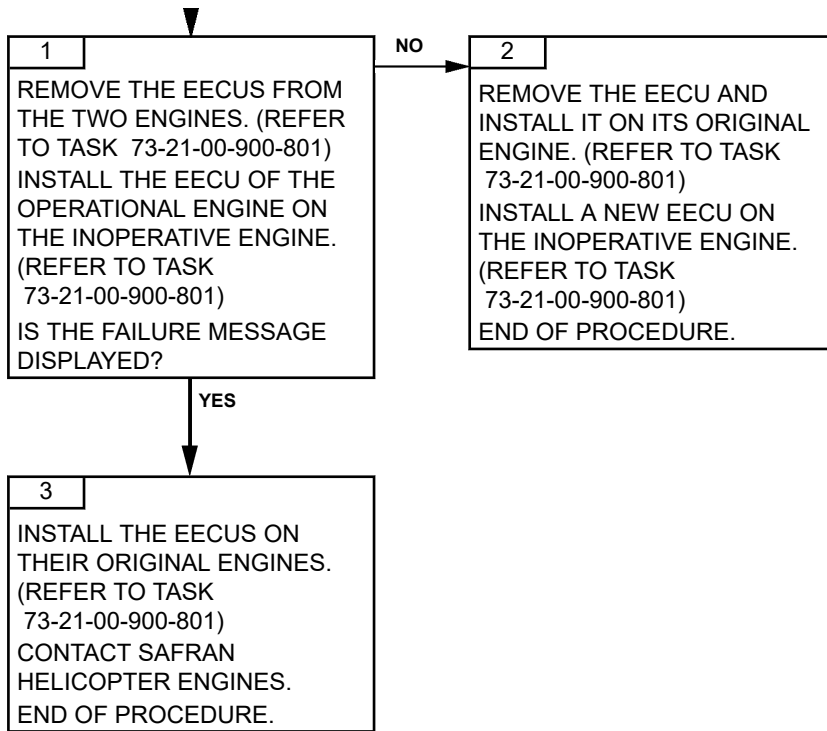 1
REMOVE THE EECUS FROM
THE TWO ENGINES. (REFER
TO TASK 73-21-00-900-801)
INSTALL THE EECU OF THE
OPERATIONAL ENGINE ON
THE INOPERATIVE ENGINE.
(REFER TO TASK
73-21-00-900-801)
IS THE FAILURE MESSAGE
DISPLAYED?
NO
2
REMOVE THE EECU AND
INSTALL IT ON ITS ORIGINAL
ENGINE. (REFER TO TASK
73-21-00-900-801)
INSTALL A NEW EECU ON
THE INOPERATIVE ENGINE.
(REFER TO TASK
73-21-00-900-801)
END OF PROCEDURE.
YES
3
INSTALL THE EECUS ON
THEIR ORIGINAL ENGINES.
(REFER TO TASK
73-21-00-900-801)
CONTACT SAFRAN
HELICOPTER ENGINES.
END OF PROCEDURE.